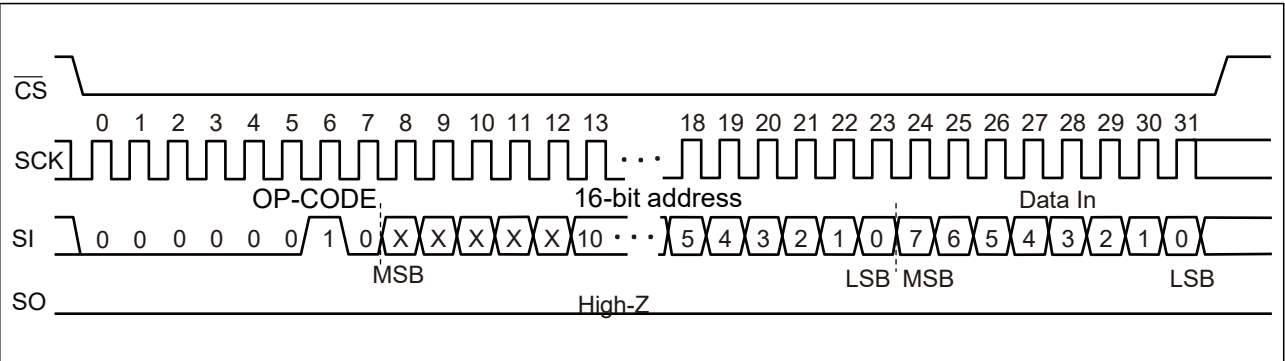 CS
0 1 2 3 4 5 6 7 8 9 10 11 12 13 18 19 20 21 22 23 24 25 26 27 28 29 30 31
SCK ···
OP-CODE 16-bit address Data In
SI 0 0 0 0 0 0 1 0 X X X X X 10 ··· 5 4 3 2 1 0 7 6 5 4 3 2 1 0
MSB LSB MSB LSB
SO High-Z